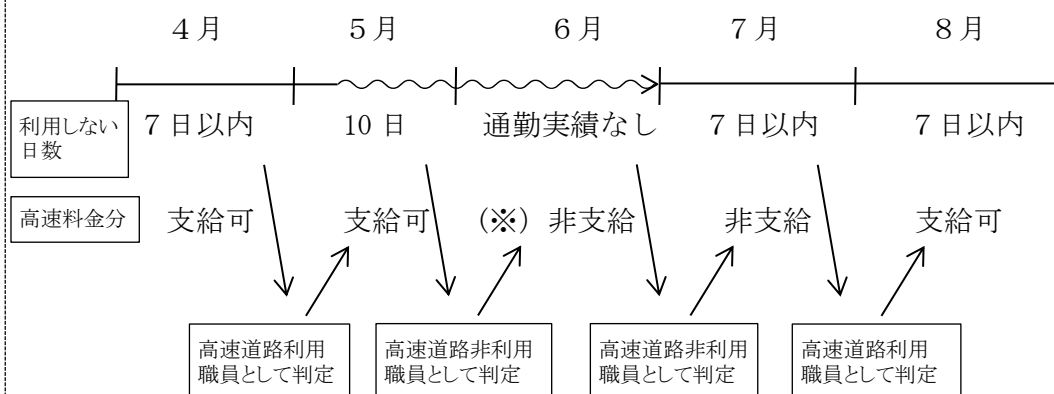 ４月 ５月 ６月 ７月 ８月
利用しない
日数
７日以内 10日 通勤実績なし ７日以内 ７日以内
高速料金分
支給可 支給可 (※) 非支給 非支給 支給可
高速道路利用
職員として判定
高速道路非利用
職員として判定
高速道路非利用
職員として判定
高速道路利用
職員として判定